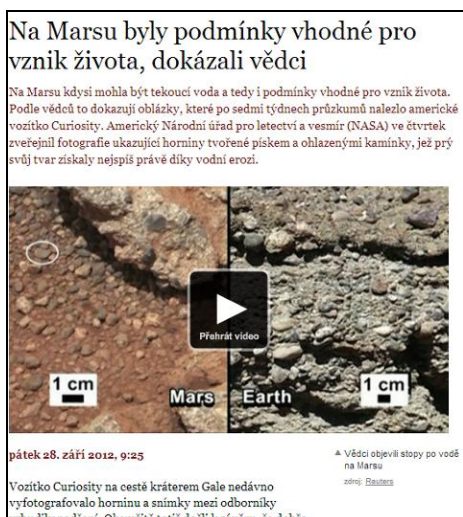 Na Marsu byly podmínky vhodné pro
vznik života, dokázali vědci
Na Marsu kdysi mohla být tekoucí voda a tedy i podmínky vhodné pro vznik života.
Podle vědců to dokazují oblázky, které po sedmi týdnech průzkumů nalezlo americké
vozítko Curiosity. Americký Národní úřad pro letectví a vesmír (NASA) ve čtvrtek
zveřejnil fotografie ukazující horniny tvořené pískem a ohlazenými kamínky, jež prý
svůj tvar získaly nejspíš právě díky vodní erozi.
Přehrát video
1 cm
Mars
Earth
1 cm
pátek 28. září 2012, 9:25
Vědci objevili stopy po vodě
na Marsu
zdroj: Reuters
Vozítko Curiosity na cestě kráterem Gale nedávno
vyfotografovalo horninu a snímky mezi odborníky